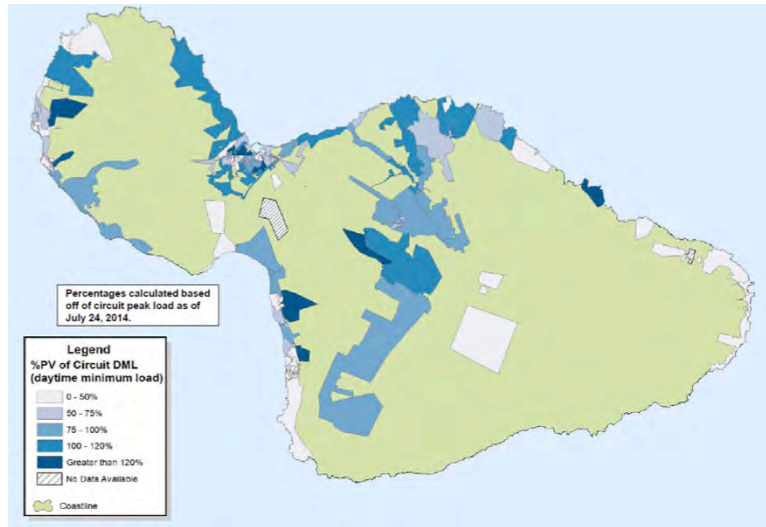 Percentages calculated based
off of circuit peak load as of
July 24, 2014.
Legend
%PV of Circuit DML
(daytime minimum load)
0 - 50%
50 - 75%
75 - 100%
100 - 120%
Greater than 120%
No Data Available
Coastline